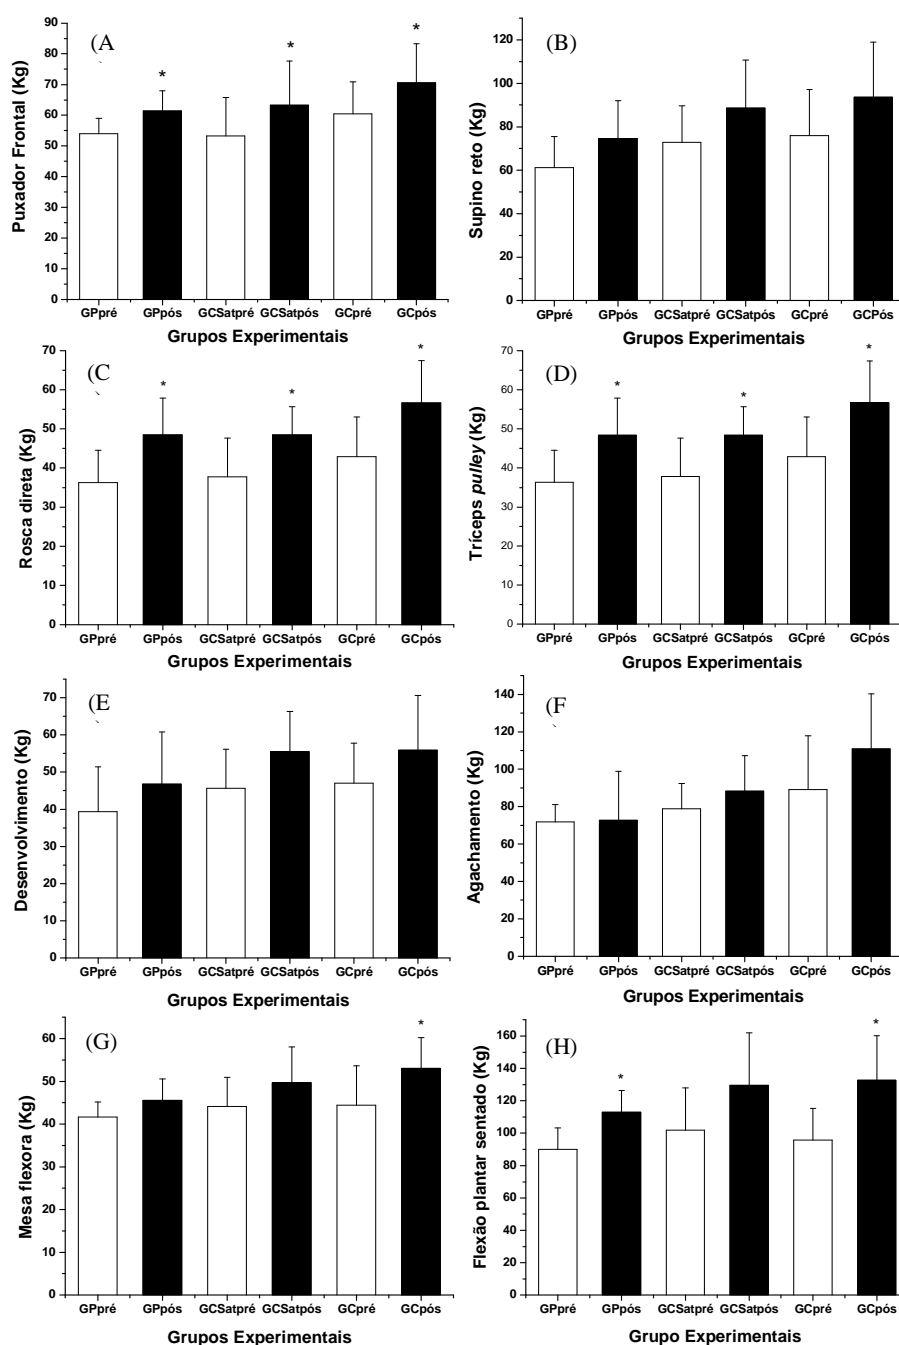 (A
Puxador Frontal (Kg)
90
80
70
60
50
40
30
20
10
0
* * *
GPpré GPpós GCSatpré GCSatpós GCpré GCpós
Grupos Experimentais
(B)
Supino reto (Kg)
120
100
80
60
40
20
0
GPpré GPpós GCSatpré GCSatpós GCpré GCPós
Grupos Experimentais
(C
Rosca direta (Kg)
70
60
50
40
30
20
10
0
* * *
GPpré GPpós GCSatpré GCSatpós GCpré GCpós
Grupos Experimentais
(D)
Tríceps pulley (Kg)
70
60
50
40
30
20
10
0
* * *
GPpré GPpós GCSatpré GCSatpós GCpré GCpós
Grupos Experimentais
(E
Desenvolvimento (Kg)
70
60
50
40
30
20
10
0
GPpré GPpós GCSatpré GCSatpós GCpré GCpós
Grupos Experimentais
(F
Agachamento (Kg)
140
120
100
80
60
40
20
0
GPpré GPpós GCSatpré GCSatpós GCpré GCpós
Grupos Experimentais
(G)
Mesa flexora (Kg)
60
50
40
30
20
10
0
*
GPpré GPpós GCSatpré GCSatpós GCpré GCpós
Grupos Experimentais
(H)
Flexão plantar sentado (Kg)
160
140
120
100
80
60
40
20
0
* *
GPpré GPpós GCSatpré GCSatpós GCpré GCpós
Grupo Experimentais